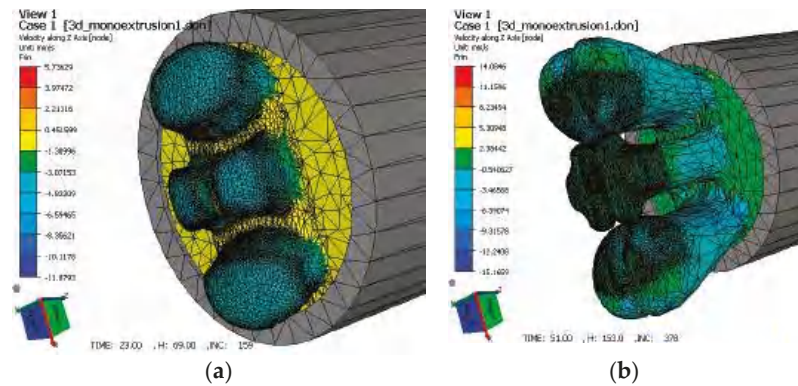 View 1
Case 1 [3d_monoextrusion1.don]
Velocity along Z Axis [node]
Unit: mm/s
Prin
5.73629
3.97472
2.21316
0.451599
-1.30996
-3.07153
-4.83309
-6.59465
-8.35621
-10.1178
-11.8793
TIME: 23.00 ,H: 69.00 ,INC: 159
(a)
View 1
Case 1 [3d_monoextrusion1.don]
Velocity along Z Axis [node]
Unit: mm/s
Prin
14.0846
11.1596
8.23454
5.30948
2.38442
-0.540627
-3.46568
-6.39074
-9.31578
-12.2408
-15.1659
TIME: 51.00 ,H: 153.0 ,INC: 378
(b)